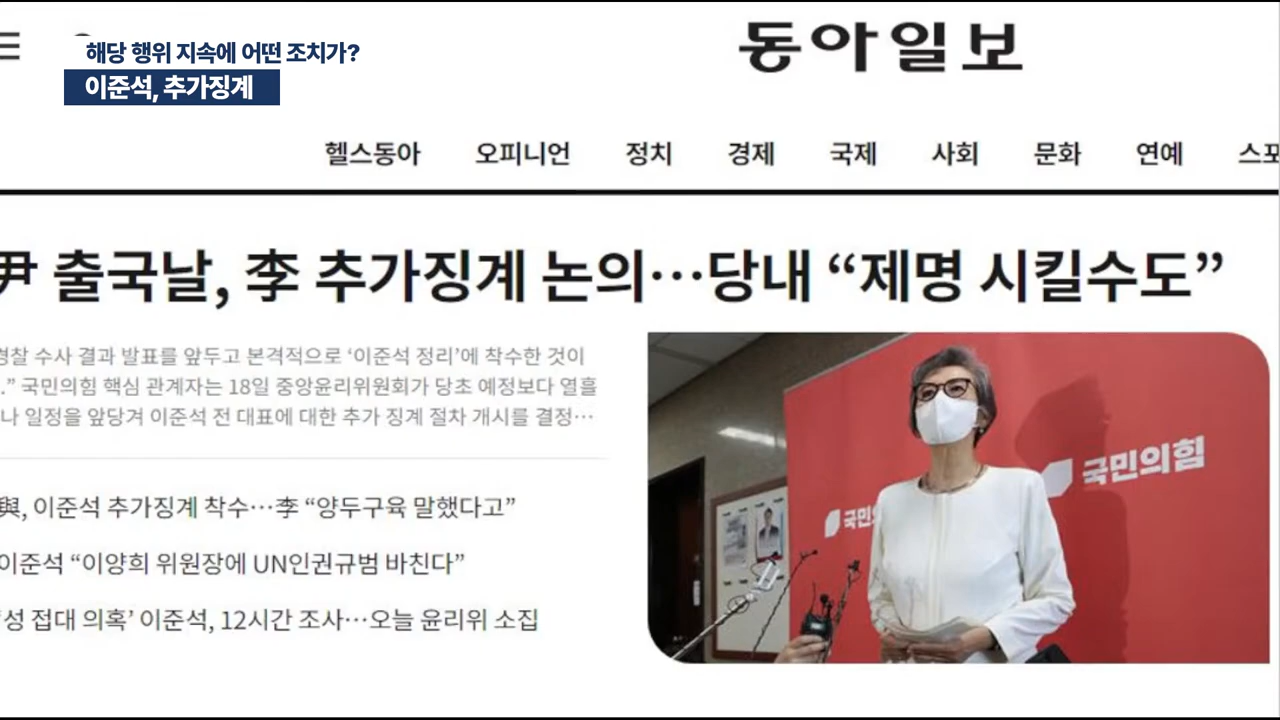 해당 행위 지속에 어떤 조치가?
이준석, 추가징계
동아일보
헬스동아 오피니언 정치 경제 국제 사회 문화 연예 스포
尹 출국날, 李 추가징계 논의…당내 “제명 시킬수도”
경찰 수사 결과 발표를 앞두고 본격적으로 ‘이준석 정리’에 착수한 것이
.” 국민의힘 핵심 관계자는 18일 중앙윤리위원회가 당초 예정보다 열흘
나 일정을 앞당겨 이준석 전 대표에 대한 추가 징계 절차 개시를 결정…
與, 이준석 추가징계 착수…李 “양두구육 말했다고”
이준석 “이양희 위원장에 UN인권규범 바친다”
‘성 접대 의혹’ 이준석, 12시간 조사…오늘 윤리위 소집
국민의힘
국민의